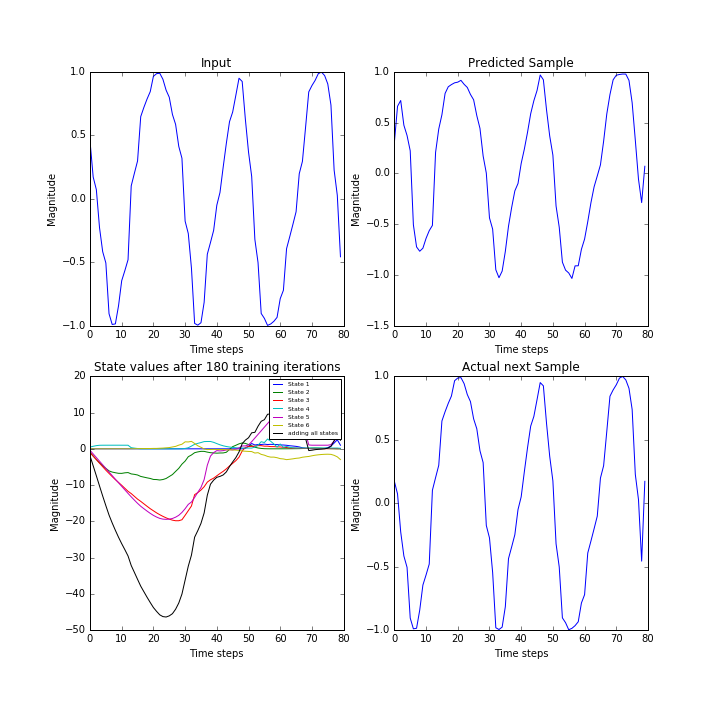 Input
1.0
0.5
0.0
−0.5
−1.0
Magnitude
0 10 20 30 40 50 60 70 80
Time steps
Predicted Sample
1.0
0.5
0.0
−0.5
−1.0
−1.5
Magnitude
0 10 20 30 40 50 60 70 80
Time steps
State values after 180 training iterations
20
10
0
−10
−20
−30
−40
−50
Magnitude
State 1
State 2
State 3
State 4
State 5
State 6
adding all states
0 10 20 30 40 50 60 70 80
Time steps
Actual next Sample
1.0
0.5
0.0
−0.5
−1.0
Magnitude
0 10 20 30 40 50 60 70 80
Time steps